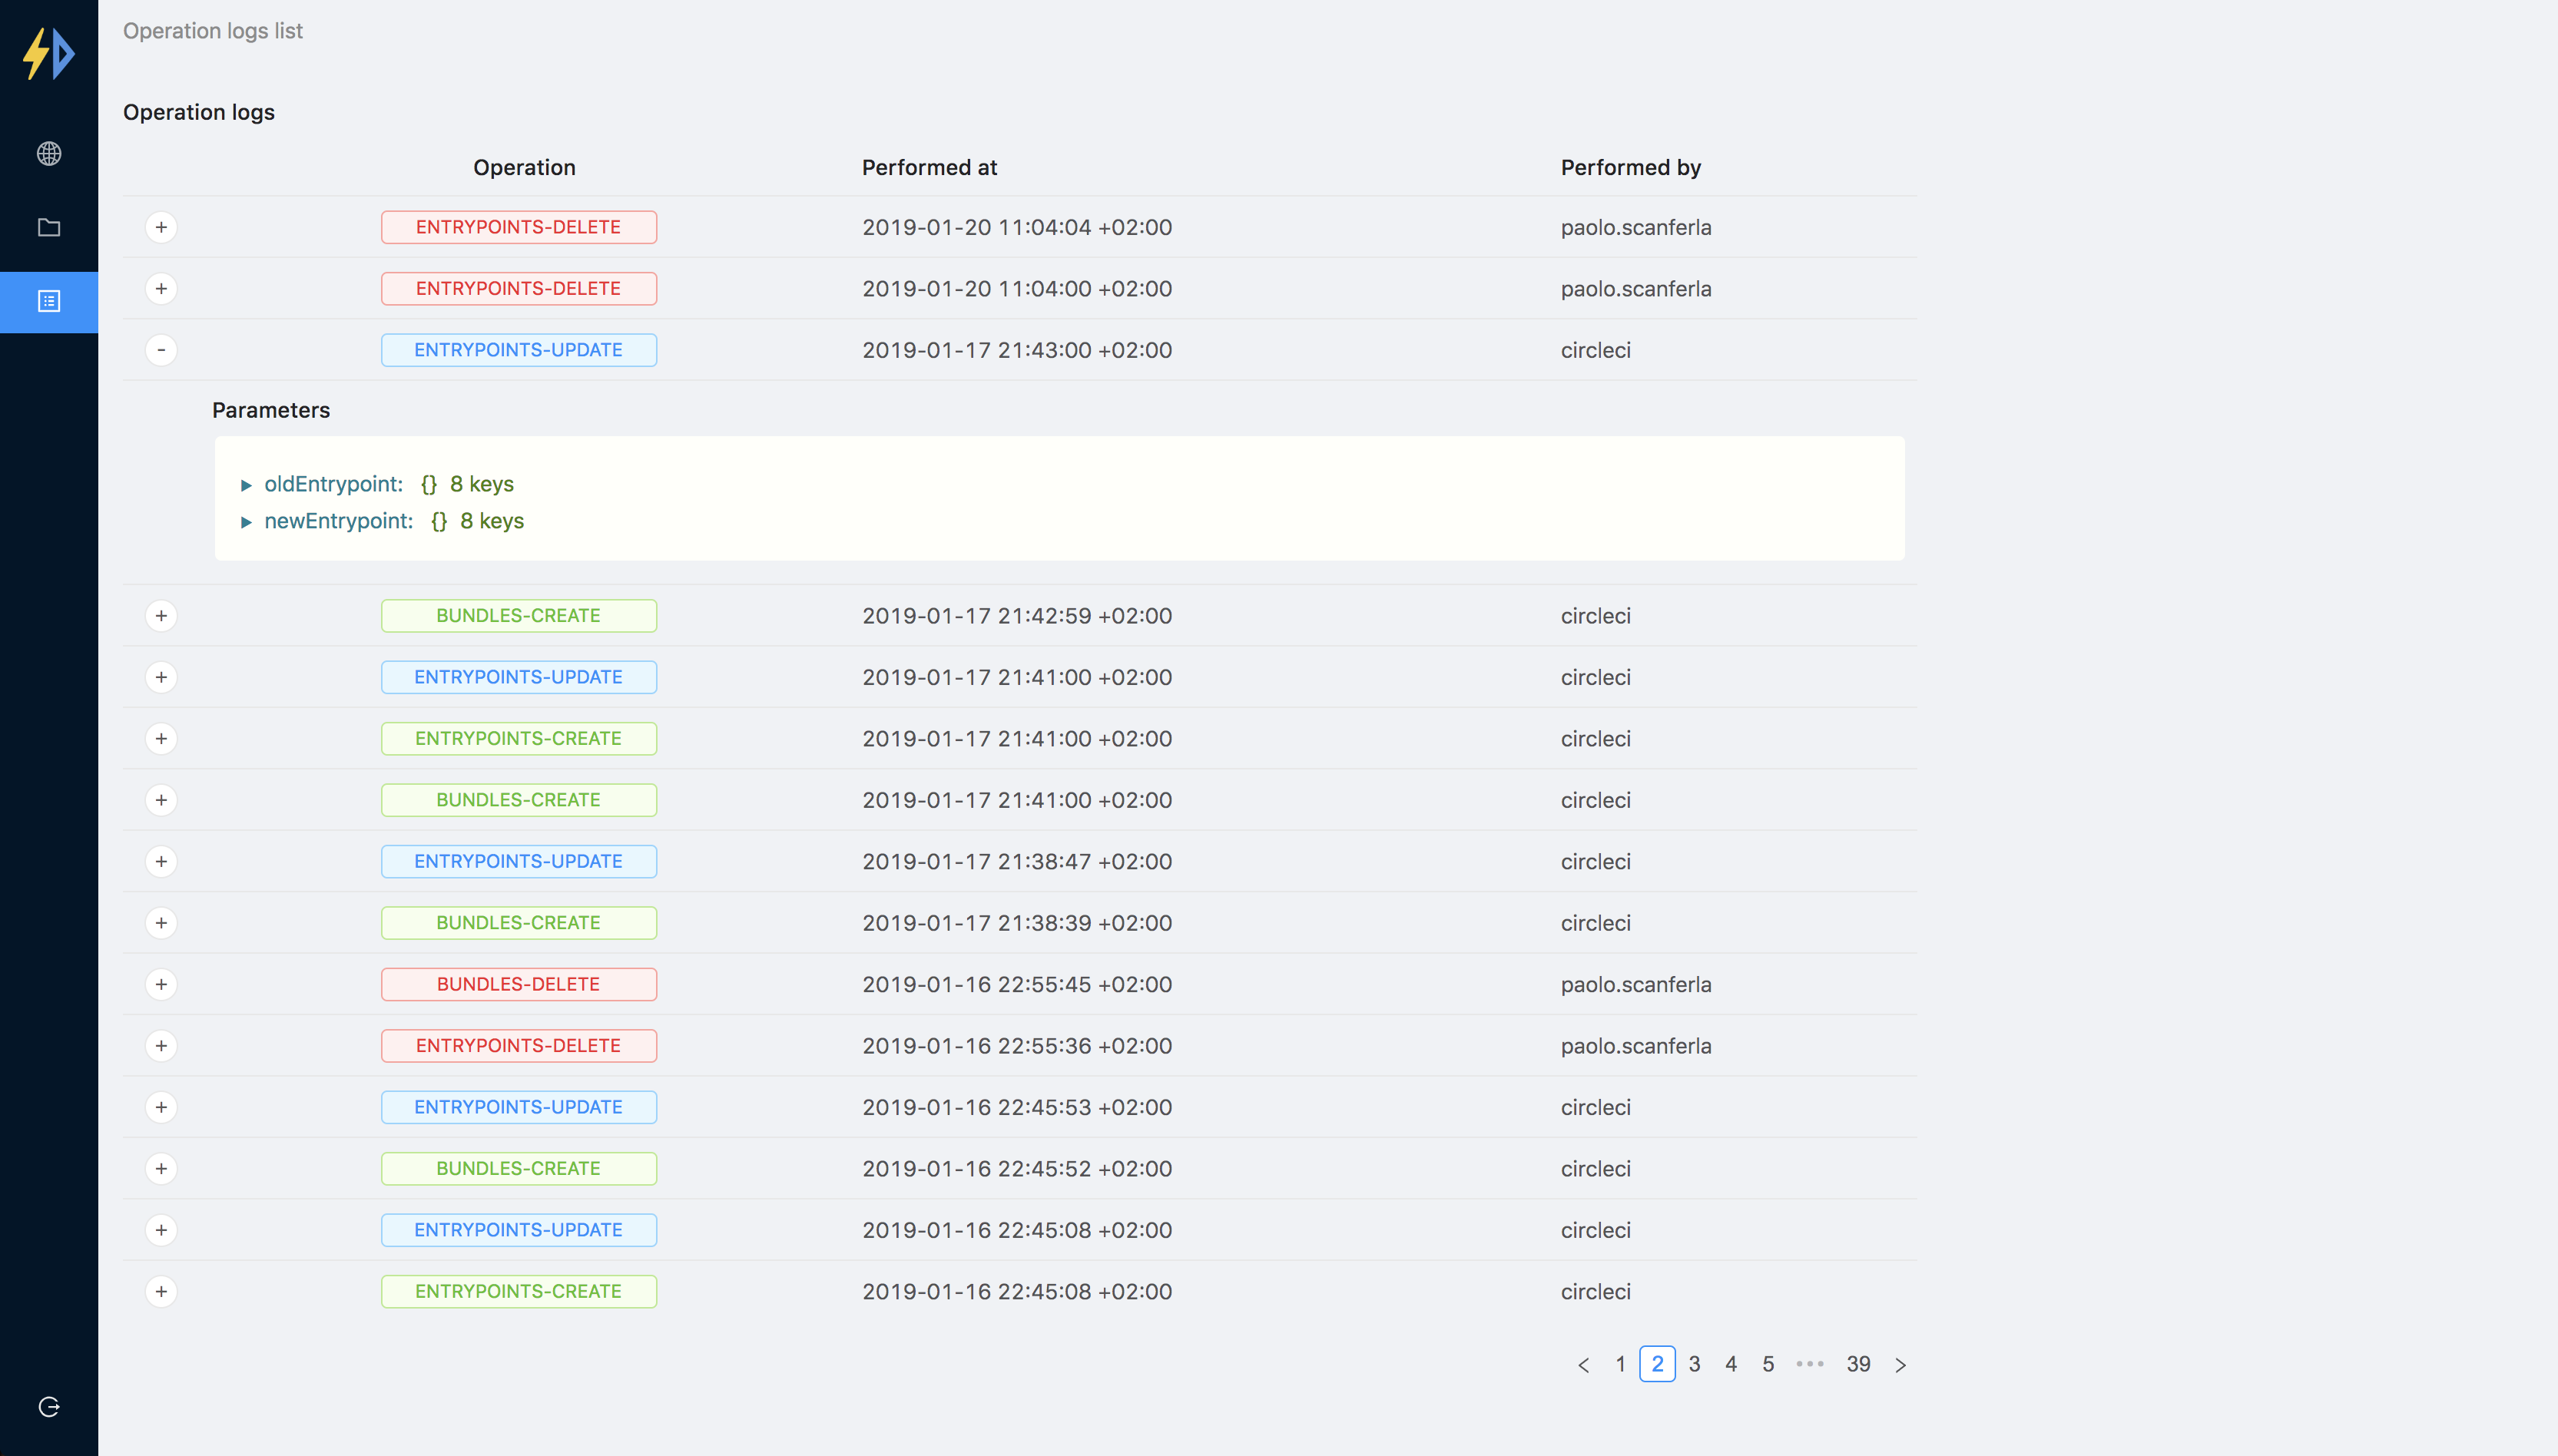 Operation logs list
Operation logs
Operation Performed at Performed by
+ ENTRYPOINTS-DELETE 2019-01-20 11:04:04 +02:00 paolo.scanferla
+ ENTRYPOINTS-DELETE 2019-01-20 11:04:00 +02:00 paolo.scanferla
- ENTRYPOINTS-UPDATE 2019-01-17 21:43:00 +02:00 circleci
Parameters
▶ oldEntrypoint: {} 8 keys
▶ newEntrypoint: {} 8 keys
+ BUNDLES-CREATE 2019-01-17 21:42:59 +02:00 circleci
+ ENTRYPOINTS-UPDATE 2019-01-17 21:41:00 +02:00 circleci
+ ENTRYPOINTS-CREATE 2019-01-17 21:41:00 +02:00 circleci
+ BUNDLES-CREATE 2019-01-17 21:41:00 +02:00 circleci
+ ENTRYPOINTS-UPDATE 2019-01-17 21:38:47 +02:00 circleci
+ BUNDLES-CREATE 2019-01-17 21:38:39 +02:00 circleci
+ BUNDLES-DELETE 2019-01-16 22:55:45 +02:00 paolo.scanferla
+ ENTRYPOINTS-DELETE 2019-01-16 22:55:36 +02:00 paolo.scanferla
+ ENTRYPOINTS-UPDATE 2019-01-16 22:45:53 +02:00 circleci
+ BUNDLES-CREATE 2019-01-16 22:45:52 +02:00 circleci
+ ENTRYPOINTS-UPDATE 2019-01-16 22:45:08 +02:00 circleci
+ ENTRYPOINTS-CREATE 2019-01-16 22:45:08 +02:00 circleci
< 1 2 3 4 5 ••• 39 >